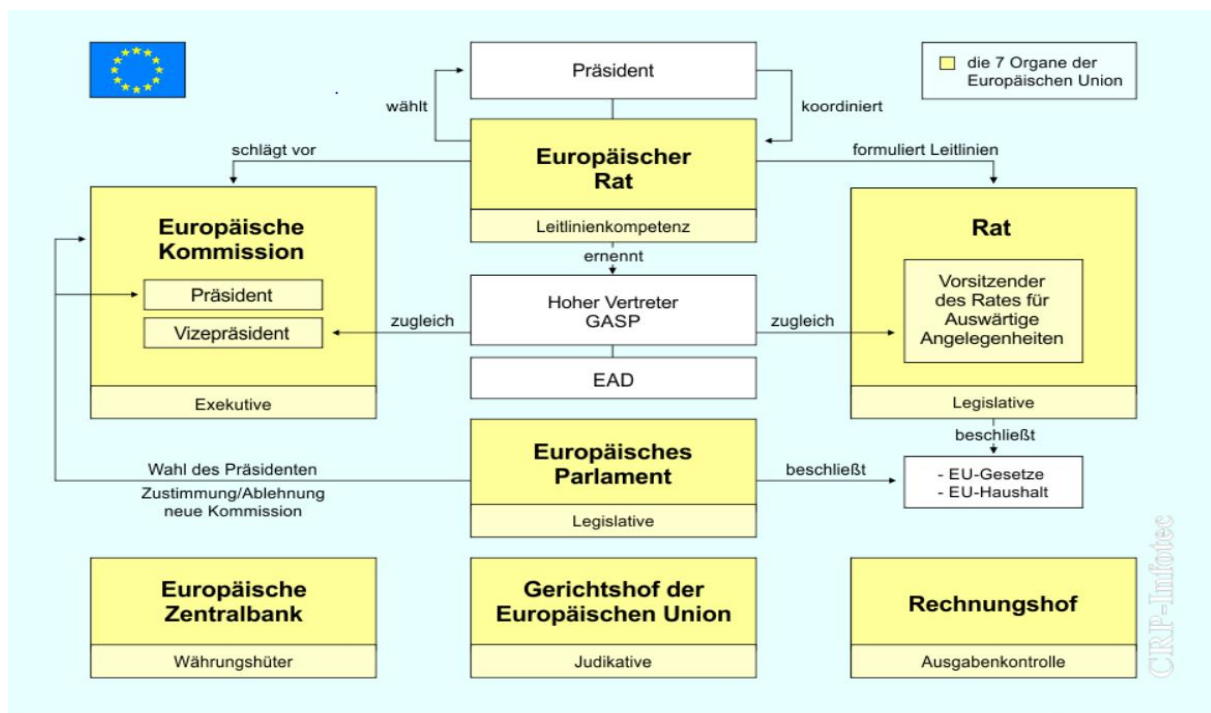 Präsident
die 7 Organe der
Europäischen Union
wählt
koordiniert
schlägt vor
Europäischer
Rat
formuliert Leitlinien
Leitlinienkompetenz
Europäische
Kommission
Präsident
Vizepräsident
Exekutive
ernennt
Hoher Vertreter
GASP
zugleich
zugleich
EAD
Rat
Vorsitzender
des Rates für
Auswärtige
Angelegenheiten
Legislative
beschließt
Wahl des Präsidenten
Zustimmung/Ablehnung
neue Kommission
Europäisches
Parlament
Legislative
beschließt
- EU-Gesetze
- EU-Haushalt
Europäische
Zentralbank
Währungshüter
Gerichtshof der
Europäischen Union
Judikative
Rechnungshof
Ausgabenkontrolle
CRP-Infotec